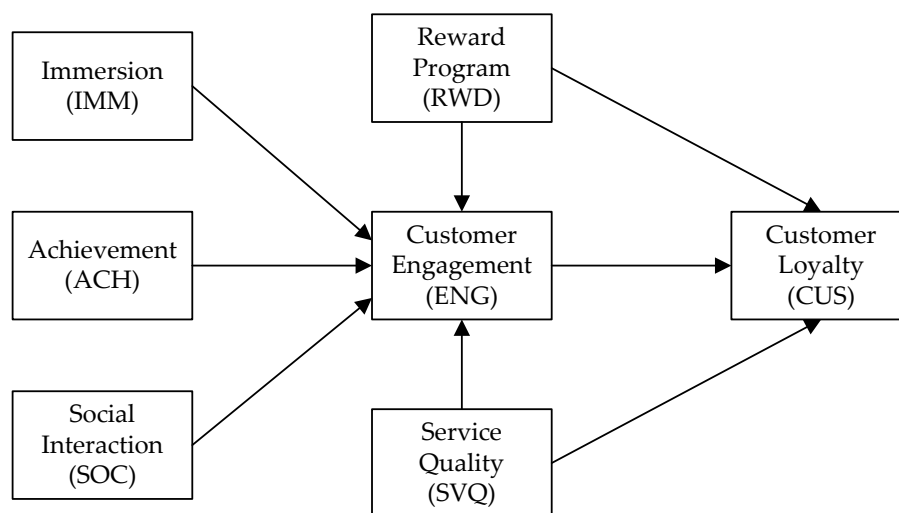 Immersion
(IMM)
Reward
Program
(RWD)
Achievement
(ACH)
Customer
Engagement
(ENG)
Customer
Loyalty
(CUS)
Social
Interaction
(SOC)
Service
Quality
(SVQ)